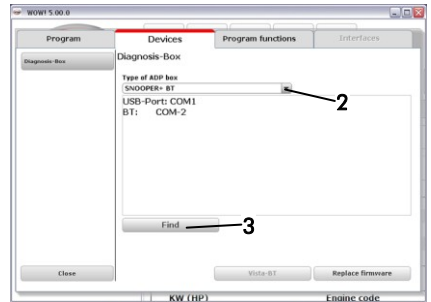 WOW! 5.00.0
Program
Devices
Program functions
Interfaces
Diagnosis-Box
Diagnosis-Box
Type of ADP box
SNOOPER+ BT
2
USB-Port: COM1
BT: COM-2
Find
3
Close
Vista-BT
Replace firmware
KW (HP)
Engine code